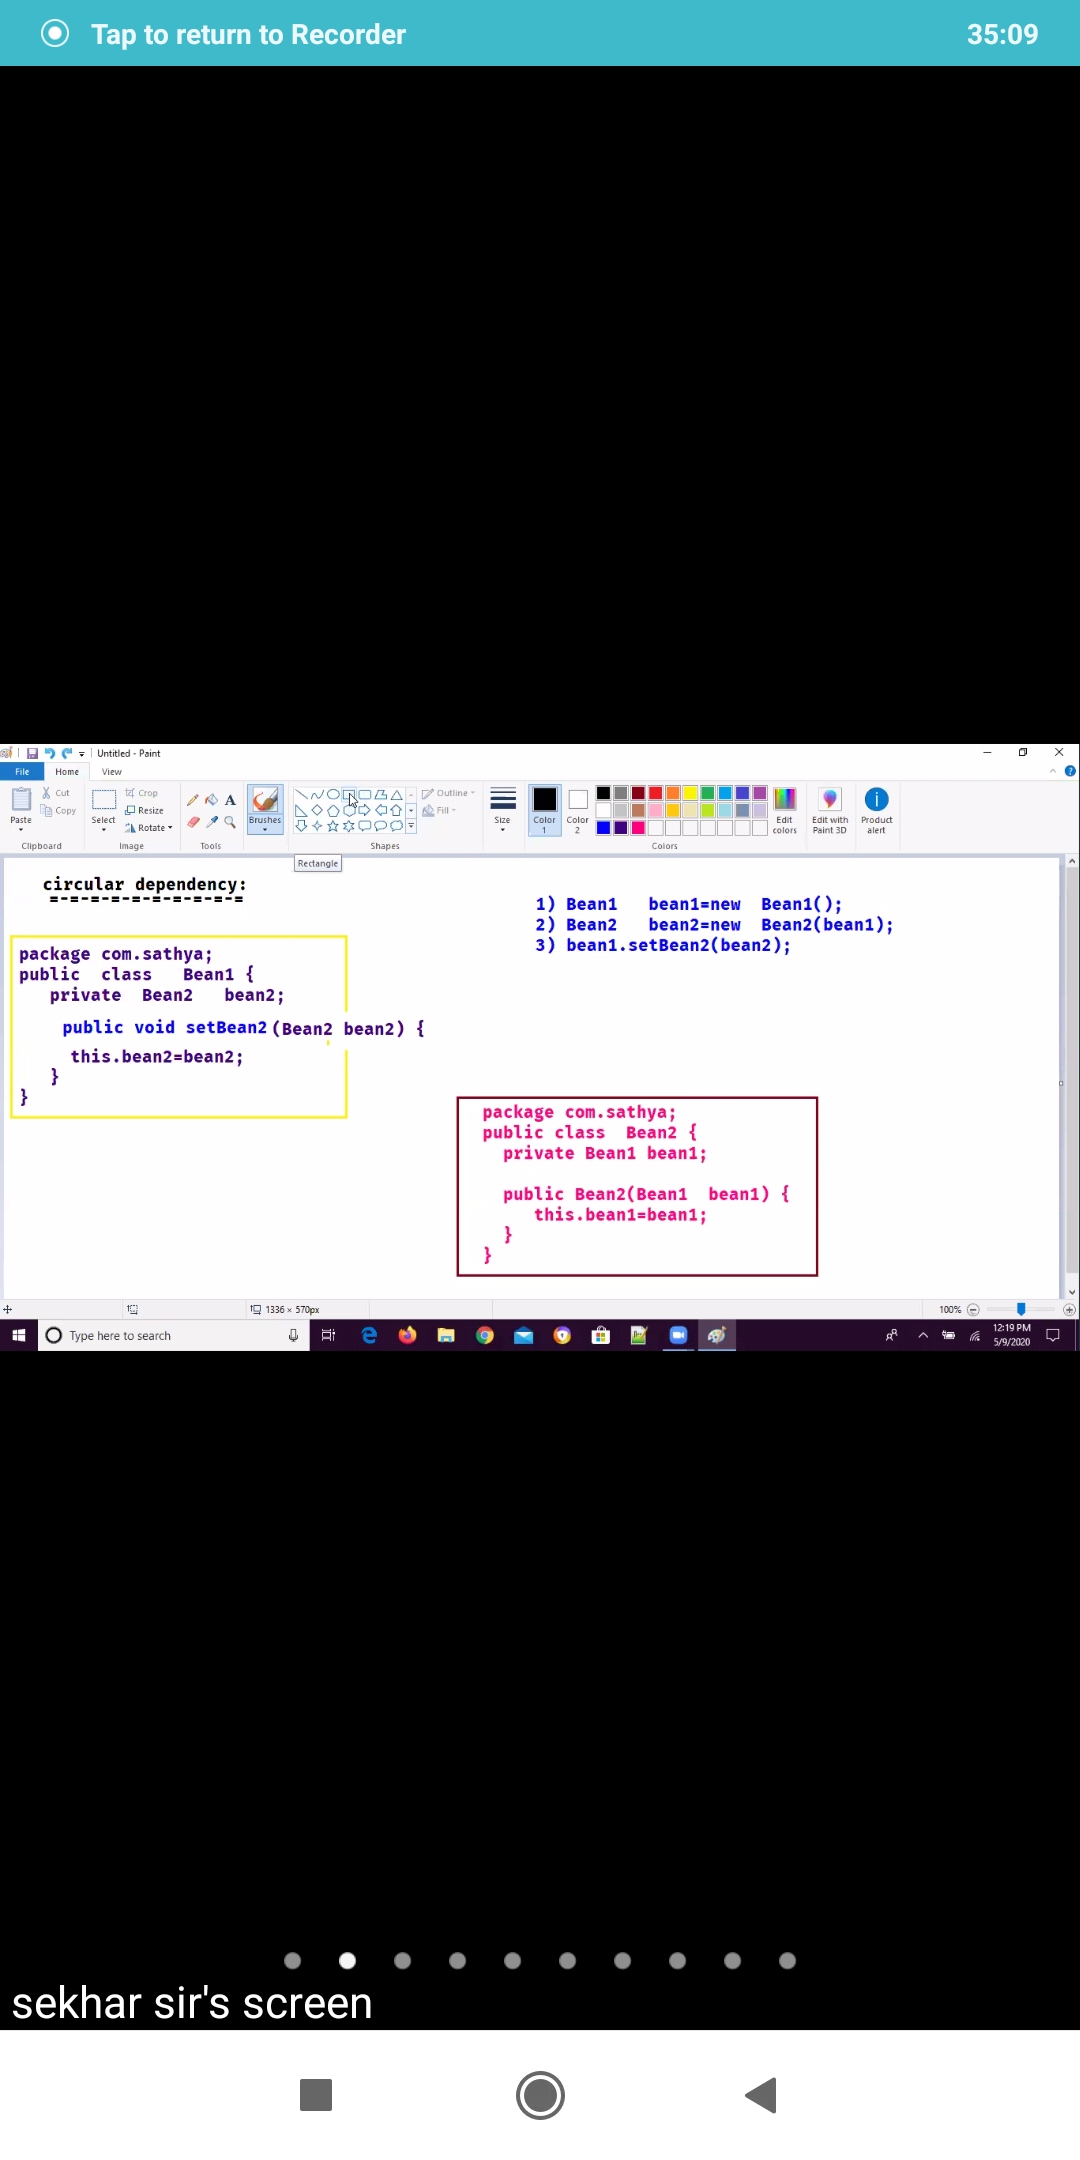 Tap to return to Recorder 35:09
Untitled - Paint
File Home View
Cut
Copy
Paste
Clipboard
Select
Crop
Resize
Rotate
Image
Tools
Brushes
Shapes
Outline
Fill
Size
Color 1
Color 2
Colors
Edit colors
Edit with Paint 3D
Product alert
Rectangle
circular dependency:
=-=-=-=-=-=-=-=-=-=
package com.sathya;
public class Bean1 {
private Bean2 bean2;
public void setBean2(Bean2 bean2) {
this.bean2=bean2;
}
}
1) Bean1 bean1=new Bean1();
2) Bean2 bean2=new Bean2(bean1);
3) bean1.setBean2(bean2);
package com.sathya;
public class Bean2 {
private Bean1 bean1;
public Bean2(Bean1 bean1) {
this.bean1=bean1;
}
}
1336 × 570px
100%
Type here to search
12:19 PM
5/9/2020
sekhar sir's screen